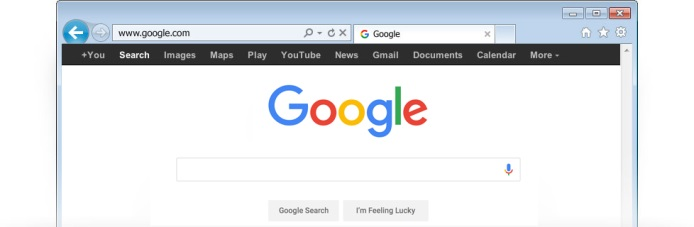 www.google.com
Google
+You Search Images Maps Play YouTube News Gmail Documents Calendar More
Google
Google Search I'm Feeling Lucky